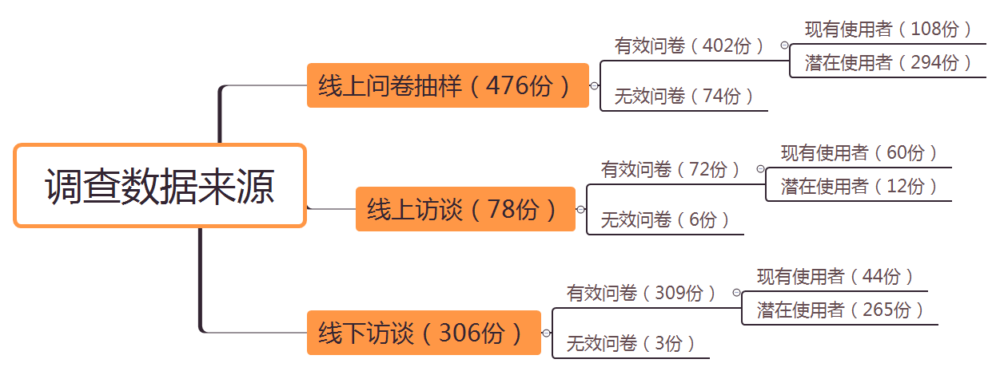 调查数据来源
线上问卷抽样（476份）
有效问卷（402份）
现有使用者（108份）
潜在使用者（294份）
无效问卷（74份）
线上访谈（78份）
有效问卷（72份）
现有使用者（60份）
潜在使用者（12份）
无效问卷（6份）
线下访谈（306份）
有效问卷（309份）
现有使用者（44份）
潜在使用者（265份）
无效问卷（3份）